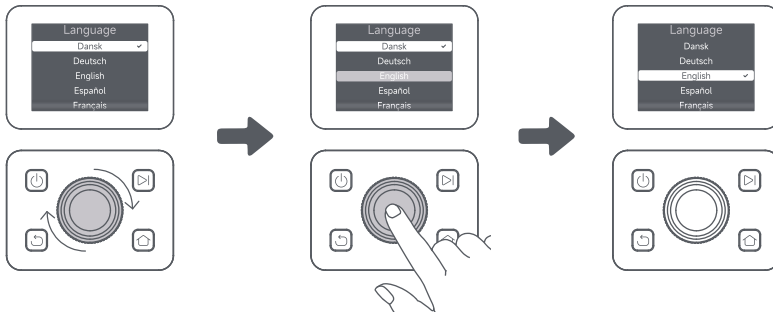 Language
Dansk
Deutsch
English
Español
Français
Language
Dansk
Deutsch
English
Español
Français
Language
Dansk
Deutsch
English
Español
Français